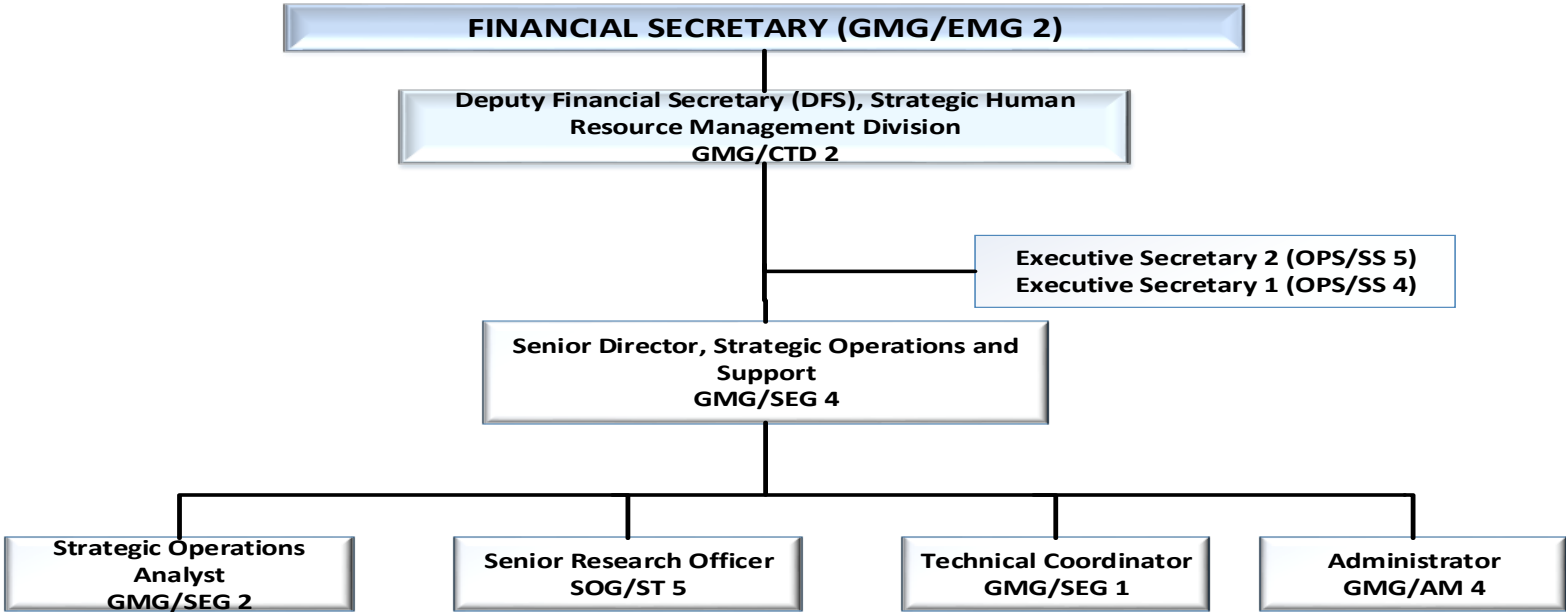 FINANCIAL SECRETARY (GMG/EMG 2)
Deputy Financial Secretary (DFS), Strategic Human
Resource Management Division
GMG/CTD 2
Executive Secretary 2 (OPS/SS 5)
Executive Secretary 1 (OPS/SS 4)
Senior Director, Strategic Operations and
Support
GMG/SEG 4
Strategic Operations
Analyst
GMG/SEG 2
Senior Research Officer
SOG/ST 5
Technical Coordinator
GMG/SEG 1
Administrator
GMG/AM 4